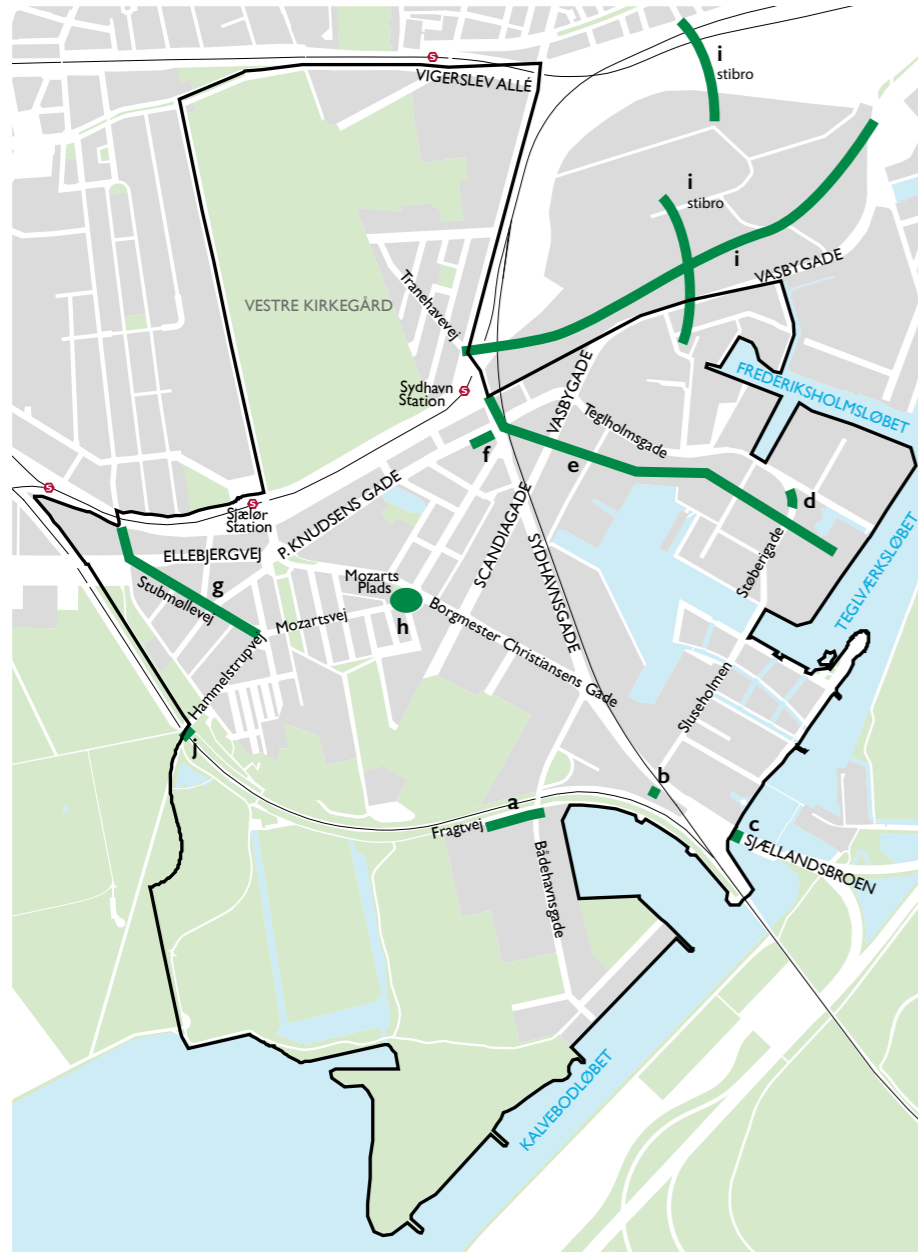 S
VIGERSLEV ALLÉ
i
stibro
i
stibro
i
VASBYGADE
VESTRE KIRKEGÅRD
Tranehavevej
Sydhavn
Station
S
FREDERIKSHOLMSLØBET
VASBYGADE
Teglholmsgade
f
e
d
S
Sjælør
Station
S
P. KNUDSENS GADE
ELLEBJERGVEJ
SCANDIAGADE
SYDHAVNSGADE
Støberigade
TEGLVÆRKSLØBET
g
Stubmøllevej
Mozarts
Plads
h
Mozartsvej
Borgmester Christiansens Gade
Hammelstrupvej
Sluseholmen
j
b
a
Fragtvej
c
SJÆLLANDSBROEN
Bådehavnsgade
KALVEBODLØBET